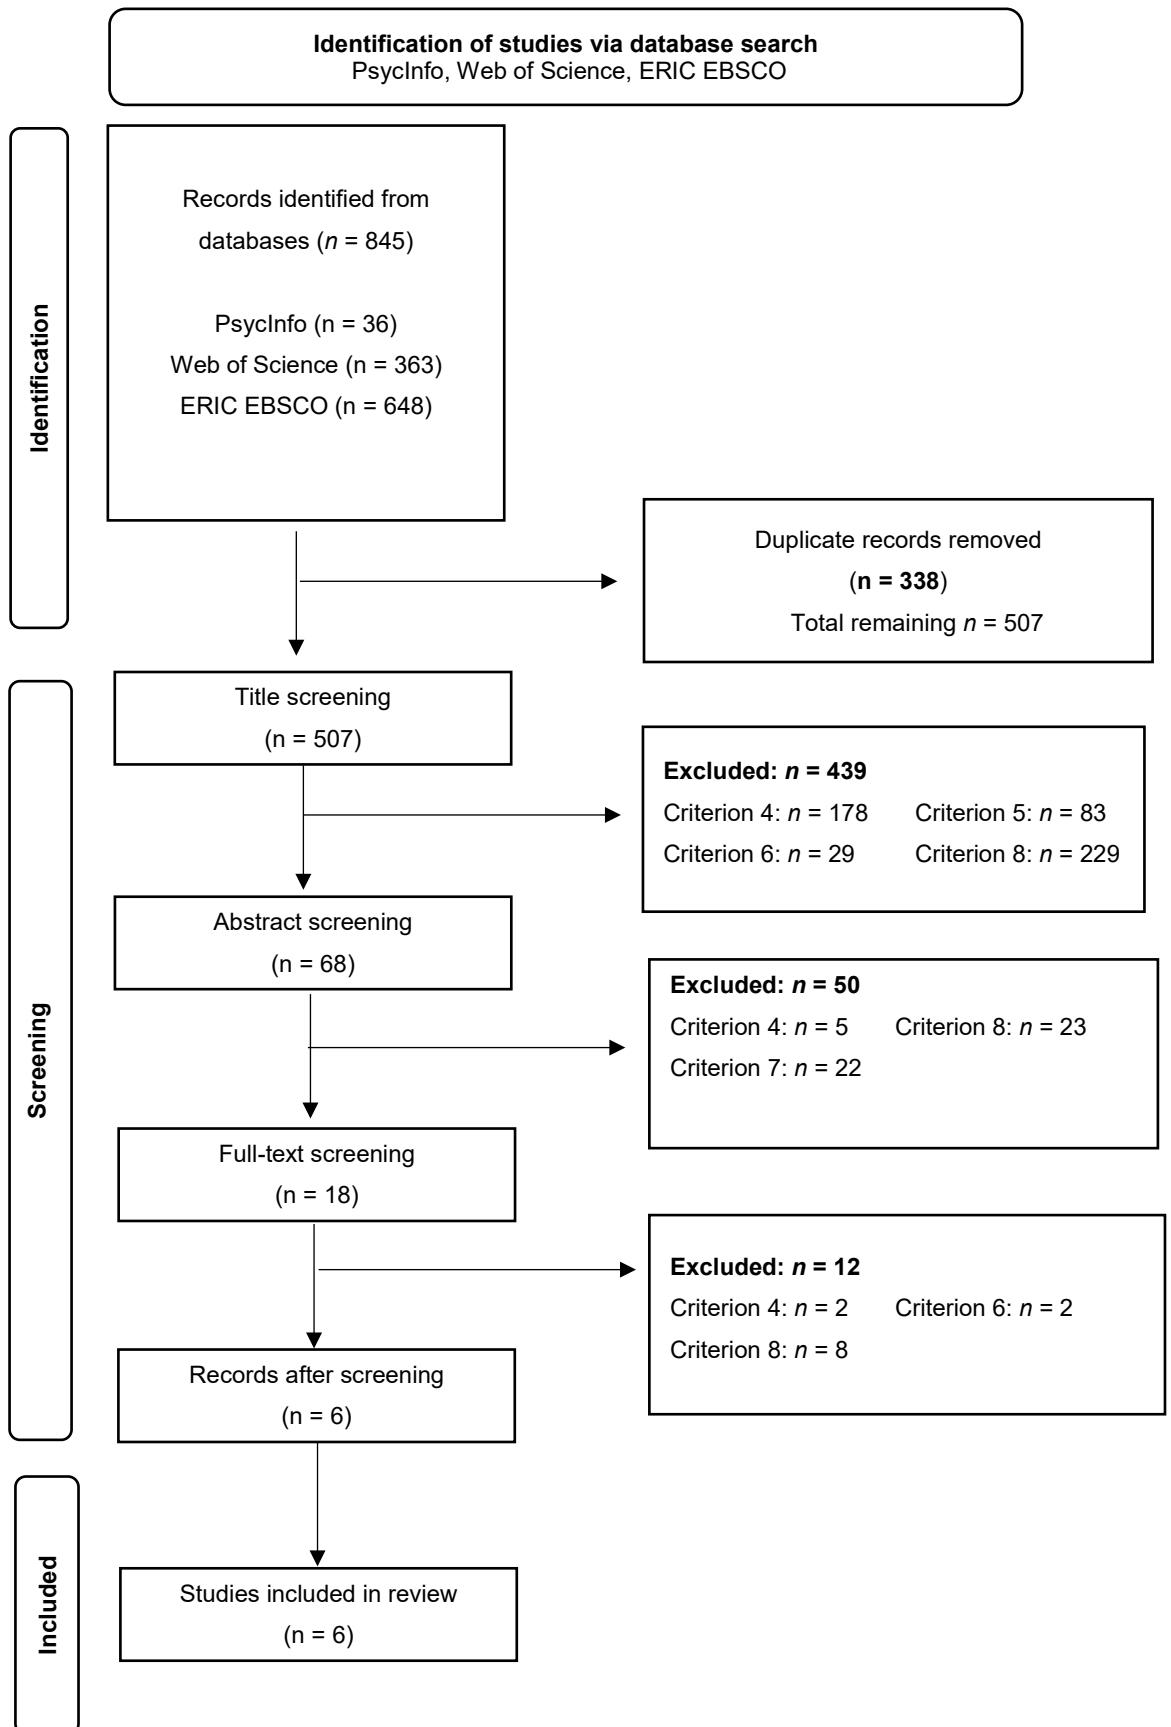 Identification of studies via database search
PsycInfo, Web of Science, ERIC EBSCO
Identification
Records identified from
databases (n = 845)
PsycInfo (n = 36)
Web of Science (n = 363)
ERIC EBSCO (n = 648)
Duplicate records removed
(n = 338)
Total remaining n = 507
Screening
Title screening
(n = 507)
Excluded: n = 439
Criterion 4: n = 178 Criterion 5: n = 83
Criterion 6: n = 29 Criterion 8: n = 229
Abstract screening
(n = 68)
Excluded: n = 50
Criterion 4: n = 5 Criterion 8: n = 23
Criterion 7: n = 22
Full-text screening
(n = 18)
Excluded: n = 12
Criterion 4: n = 2 Criterion 6: n = 2
Criterion 8: n = 8
Records after screening
(n = 6)
Included
Studies included in review
(n = 6)